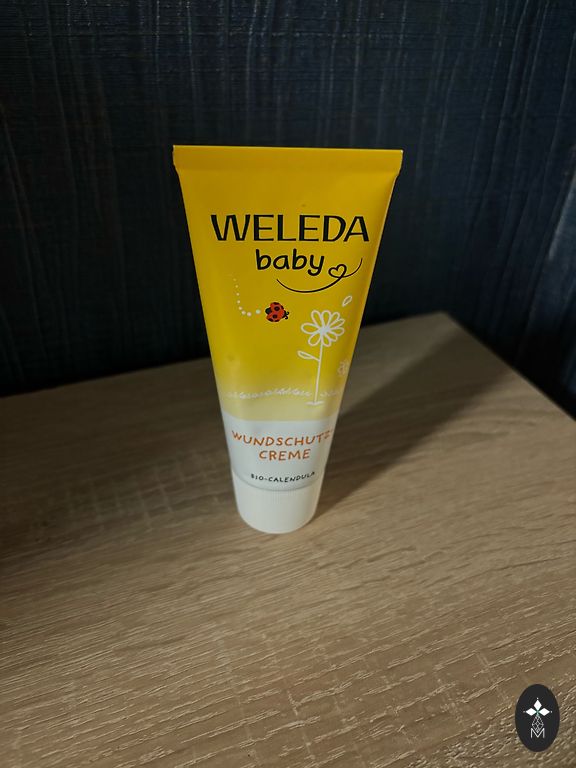 WELEDA
baby
WUNDSCHUTZ
CREME
BIO-CALENDULA
M